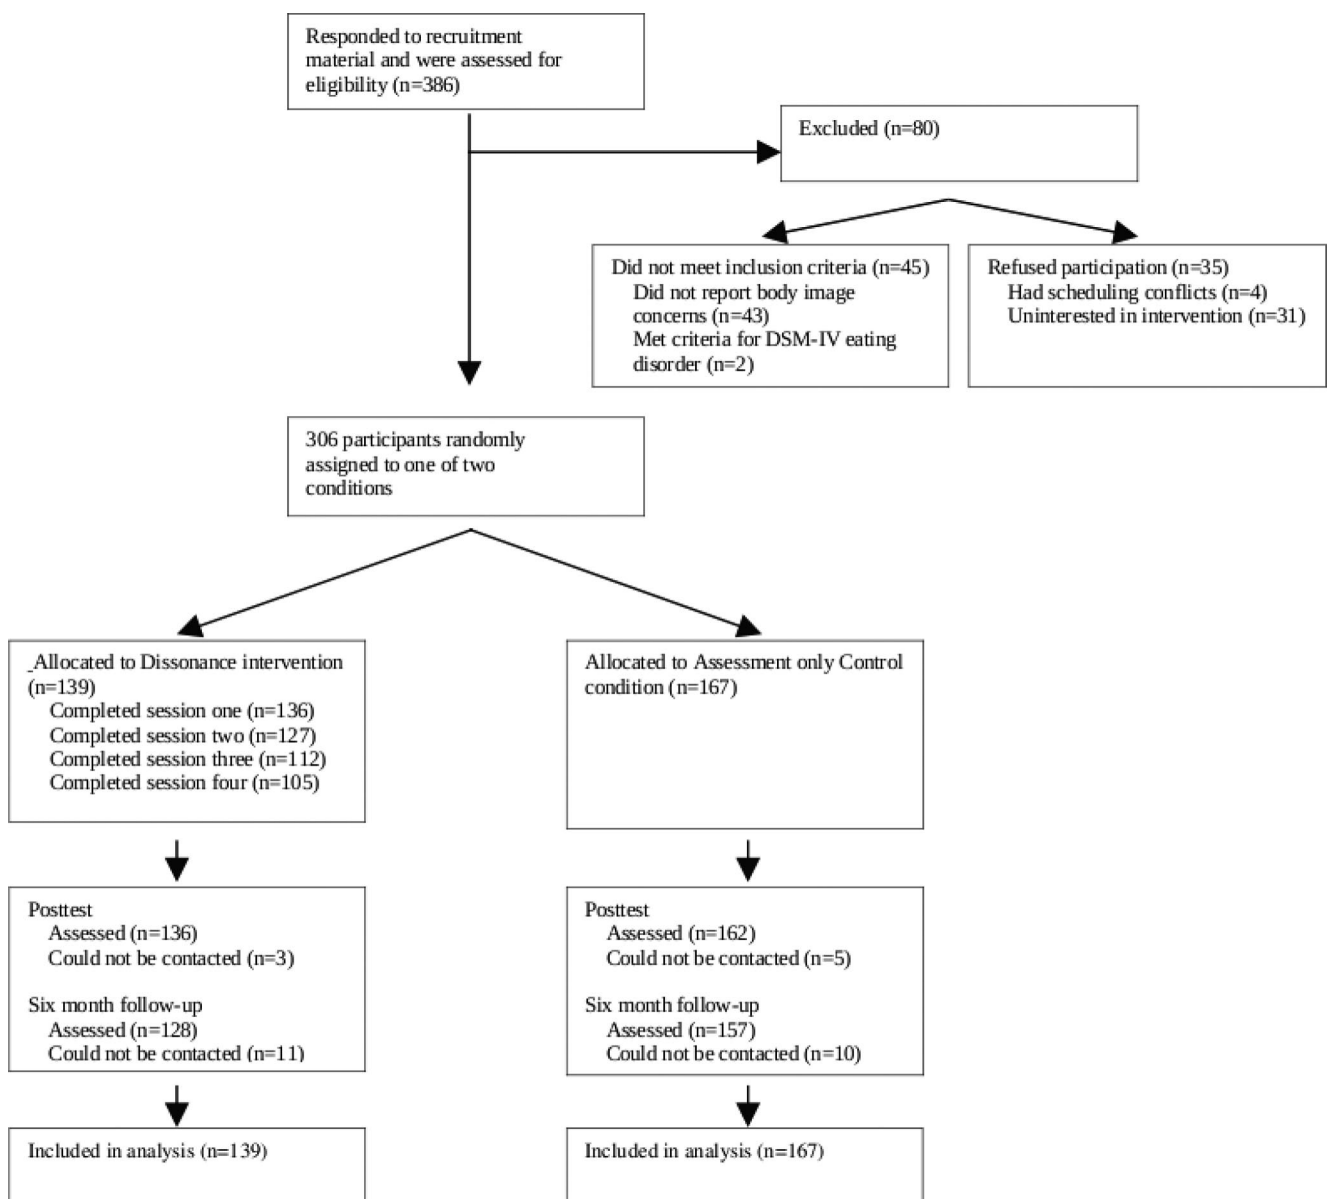 Responded to recruitment
material and were assessed for
eligibility (n=386)
Excluded (n=80)
Did not meet inclusion criteria (n=45)
Did not report body image
concerns (n=43)
Met criteria for DSM-IV eating
disorder (n=2)
Refused participation (n=35)
Had scheduling conflicts (n=4)
Uninterested in intervention (n=31)
306 participants randomly
assigned to one of two
conditions
_Allocated to Dissonance intervention
(n=139)
Completed session one (n=136)
Completed session two (n=127)
Completed session three (n=112)
Completed session four (n=105)
Allocated to Assessment only Control
condition (n=167)
Posttest
Assessed (n=136)
Could not be contacted (n=3)
Six month follow-up
Assessed (n=128)
Could not be contacted (n=11)
Posttest
Assessed (n=162)
Could not be contacted (n=5)
Six month follow-up
Assessed (n=157)
Could not be contacted (n=10)
Included in analysis (n=139)
Included in analysis (n=167)